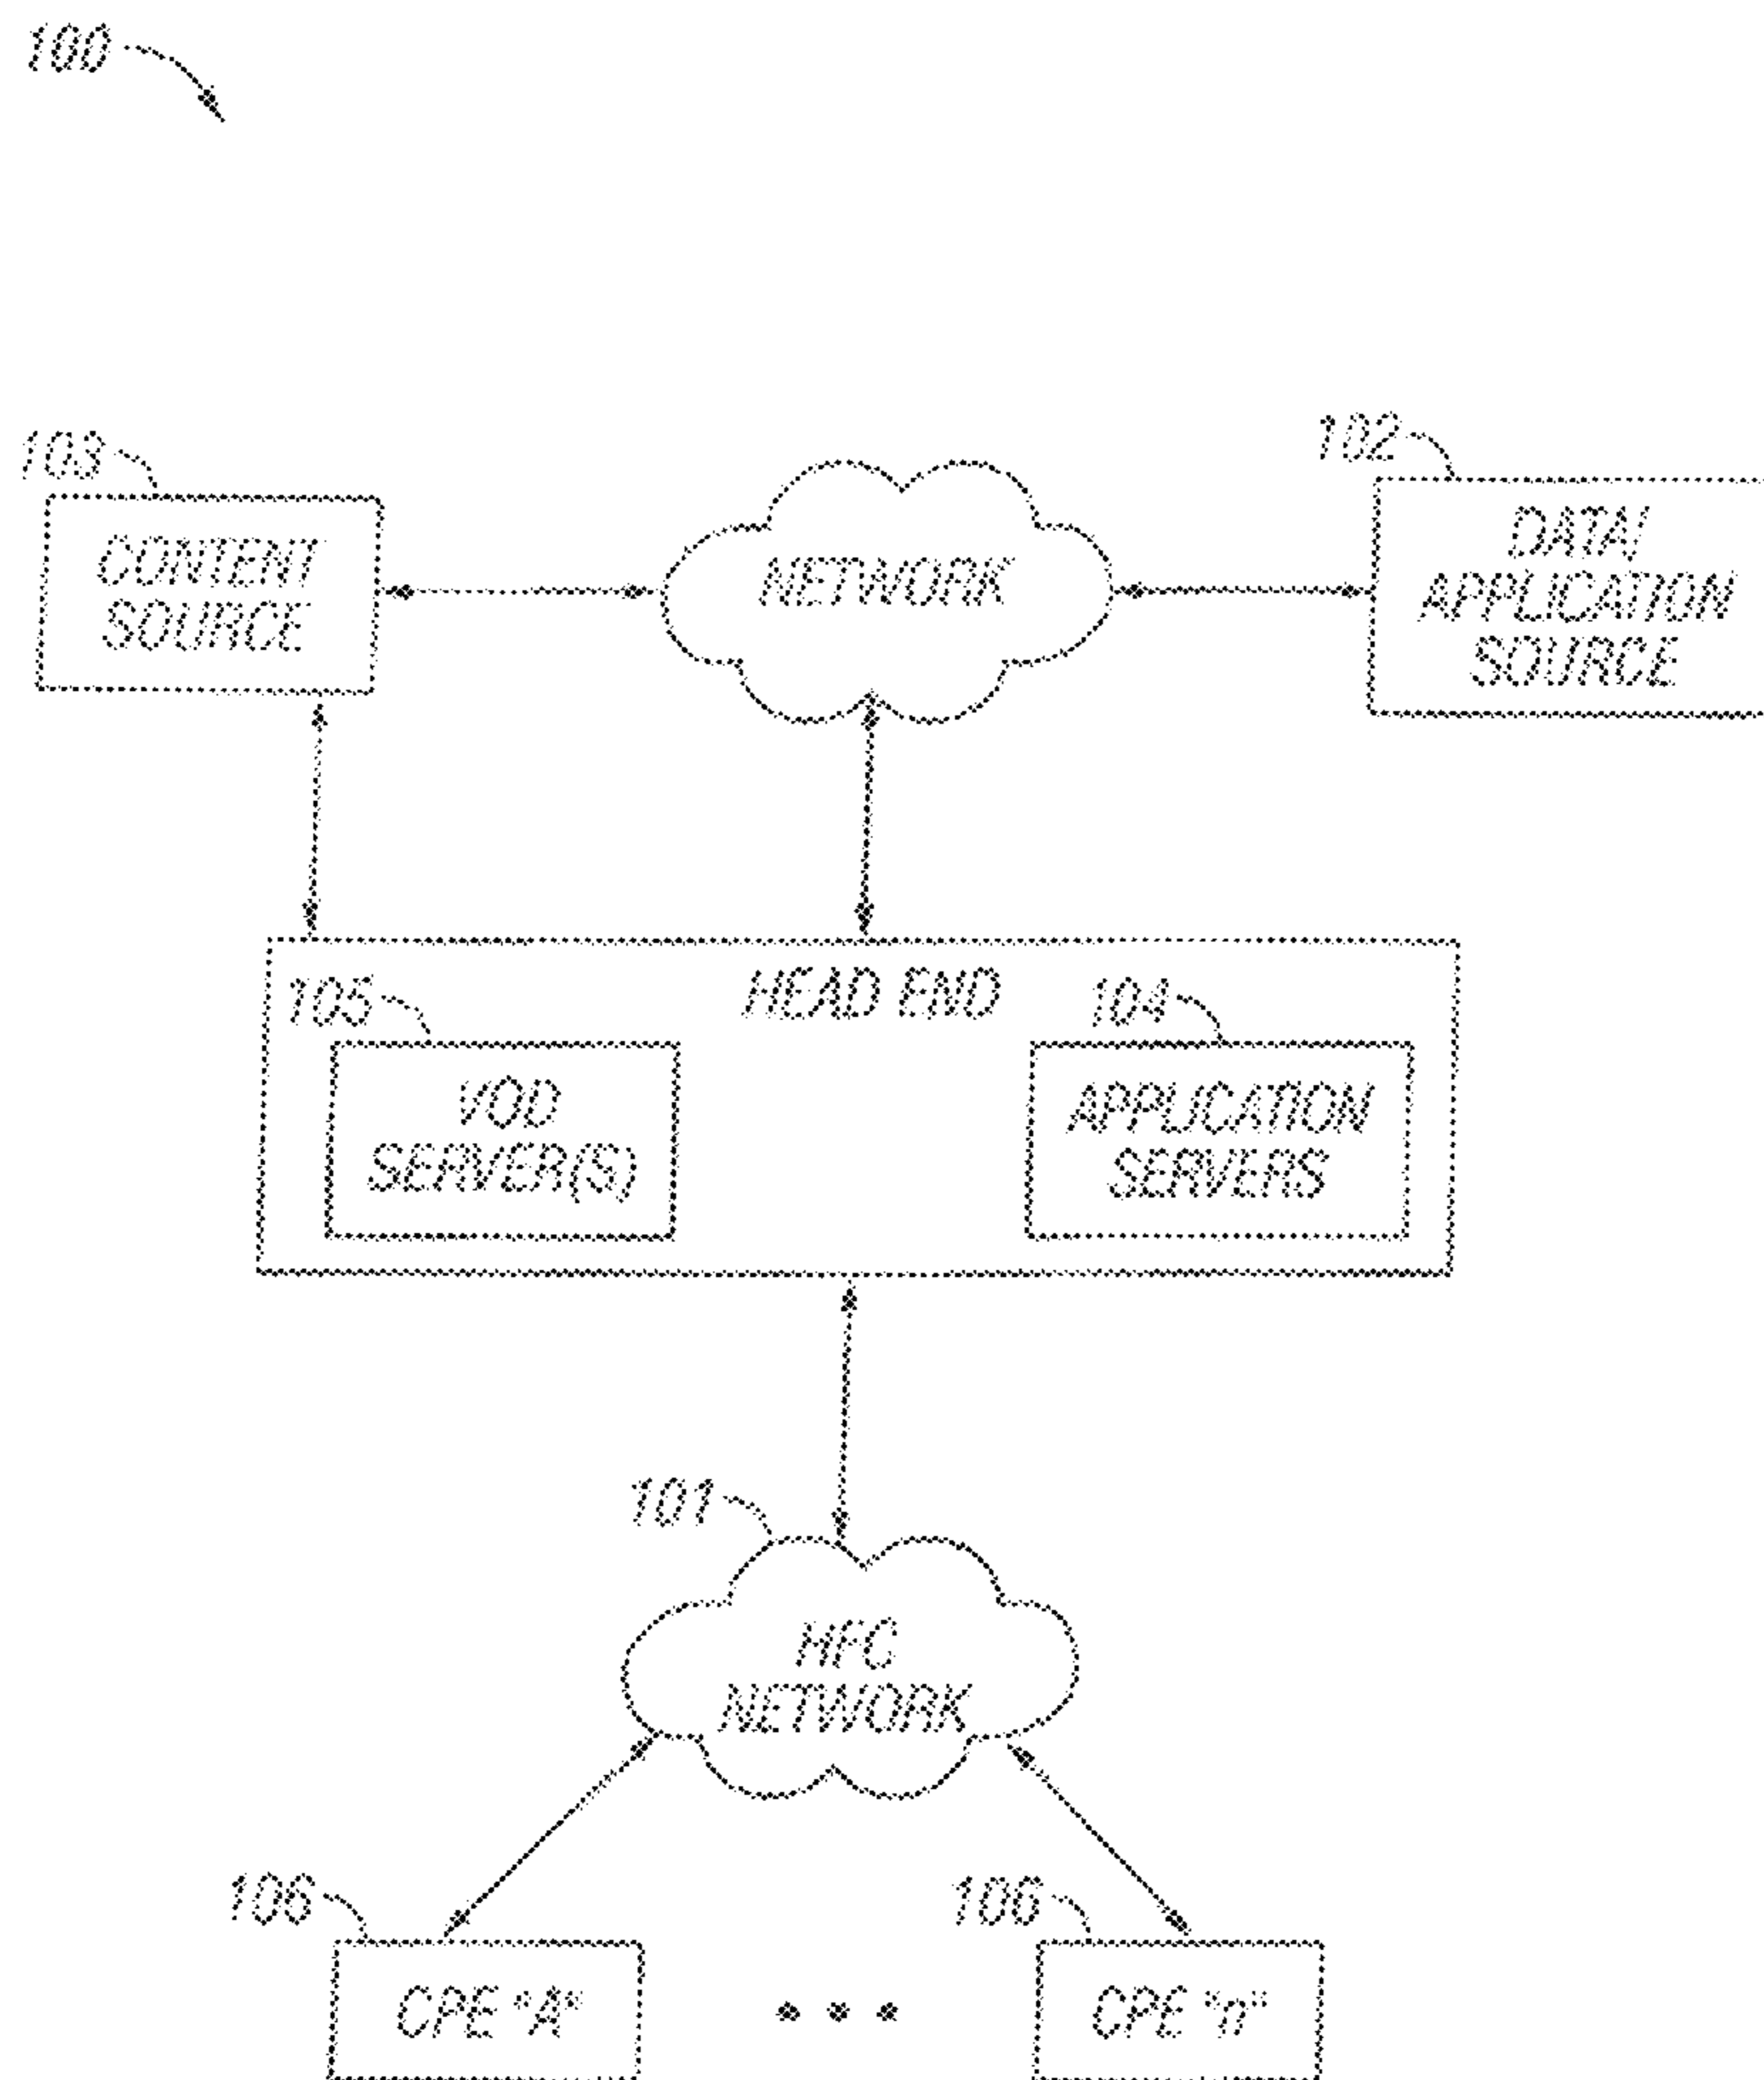 100
103
102
CONTENT
SOURCE
NETWORK
DATA/
APPLICATION
SOURCE
HEAD END
105
104
VOD
SERVER(S)
APPLICATION
SERVERS
101
HFC
NETWORK
106
106
CPE "A"
• • •
CPE "n"